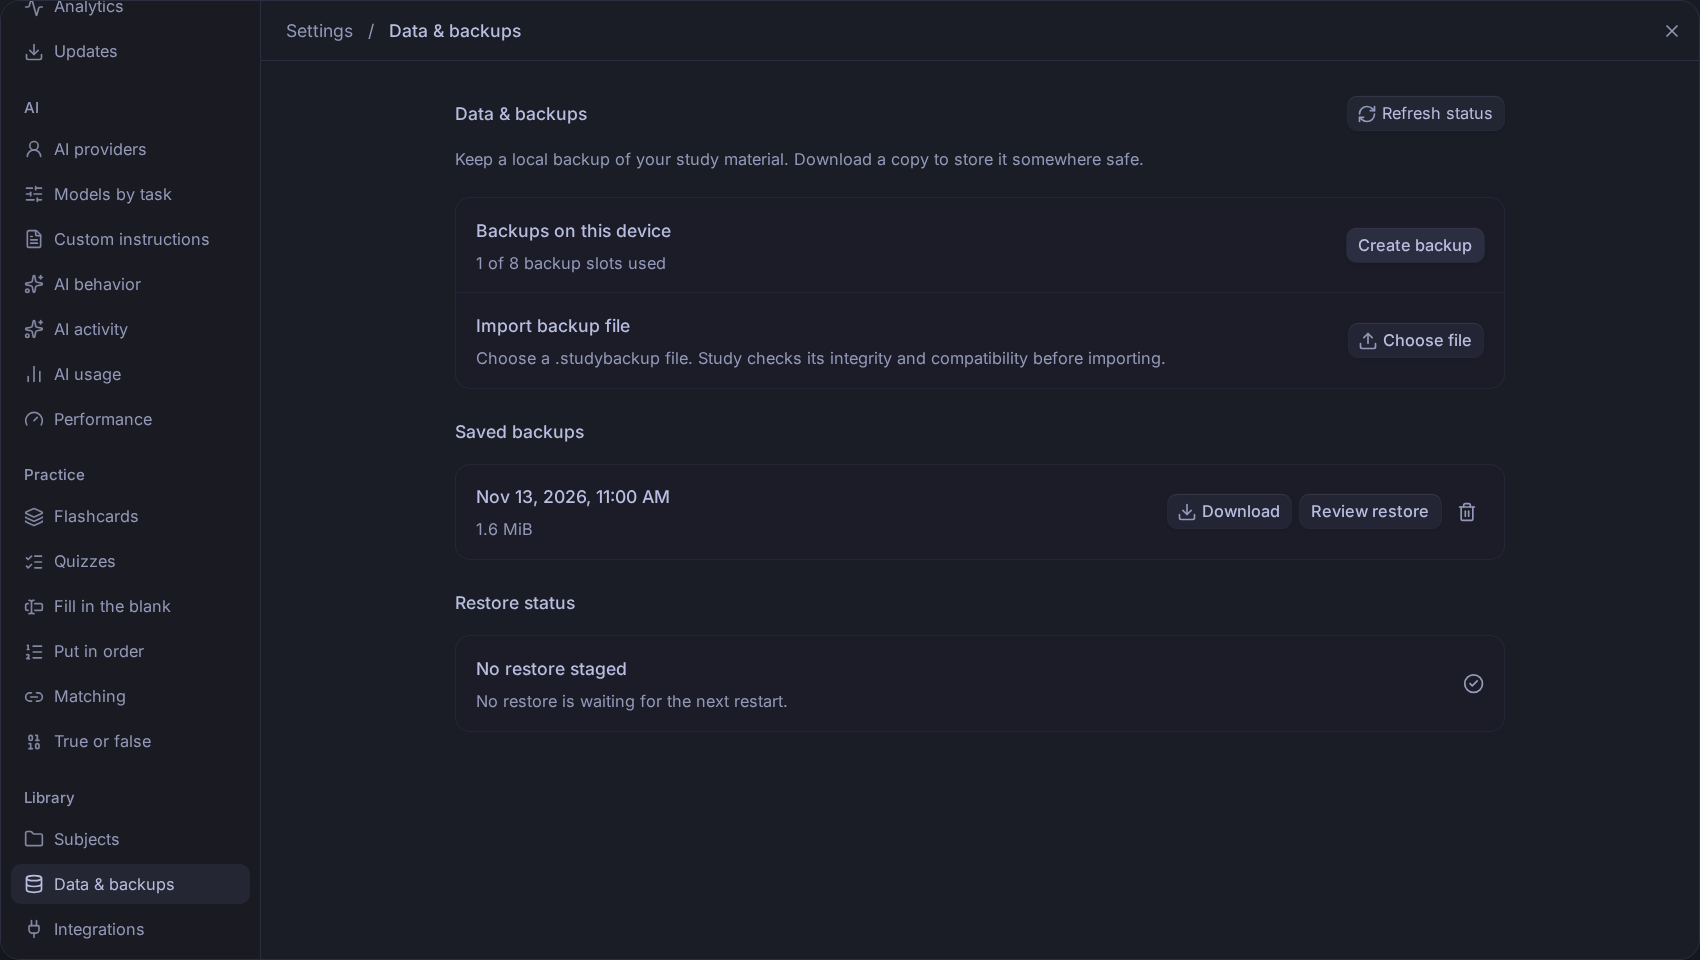 Analytics
Updates
AI
AI providers
Models by task
Custom instructions
AI behavior
AI activity
AI usage
Performance
Practice
Flashcards
Quizzes
Fill in the blank
Put in order
Matching
True or false
Library
Subjects
Data & backups
Integrations
Settings / Data & backups
Data & backups
Refresh status
Keep a local backup of your study material. Download a copy to store it somewhere safe.
Backups on this device
1 of 8 backup slots used
Create backup
Import backup file
Choose a .studybackup file. Study checks its integrity and compatibility before importing.
Choose file
Saved backups
Nov 13, 2026, 11:00 AM
1.6 MiB
Download
Review restore
Restore status
No restore staged
No restore is waiting for the next restart.